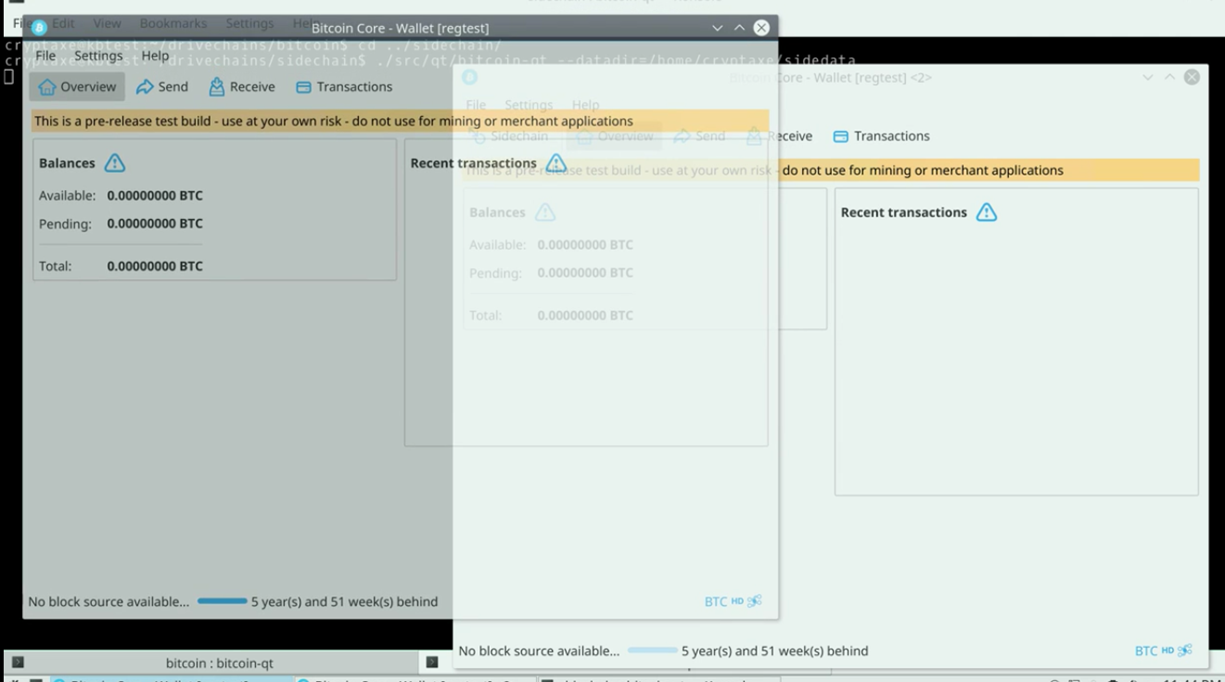 File Edit View Bookmarks Settings Help
Bitcoin Core - Wallet [regtest]
cryptaxe@kbtest:~/drivechains/bitcoin$ cd ../sidechain/
cryptaxe@kbtest:~/drivechains/sidechain$ ./src/qt/bitcoin-qt --datadir=/home/cryptaxe/sidedata
File Settings Help
Overview Send Receive Transactions
This is a pre-release test build - use at your own risk - do not use for mining or merchant applications
Balances
Available: 0.00000000 BTC
Pending: 0.00000000 BTC
Total: 0.00000000 BTC
Recent transactions
No block source available... 5 year(s) and 51 week(s) behind
BTC HD
Bitcoin Core - Wallet [regtest] <2>
File Settings Help
Sidechain Overview Send Receive Transactions
This is a pre-release test build - use at your own risk - do not use for mining or merchant applications
Balances
Available: 0.00000000 BTC
Pending: 0.00000000 BTC
Total: 0.00000000 BTC
Recent transactions
No block source available... 5 year(s) and 51 week(s) behind
BTC HD
bitcoin : bitcoin-qt